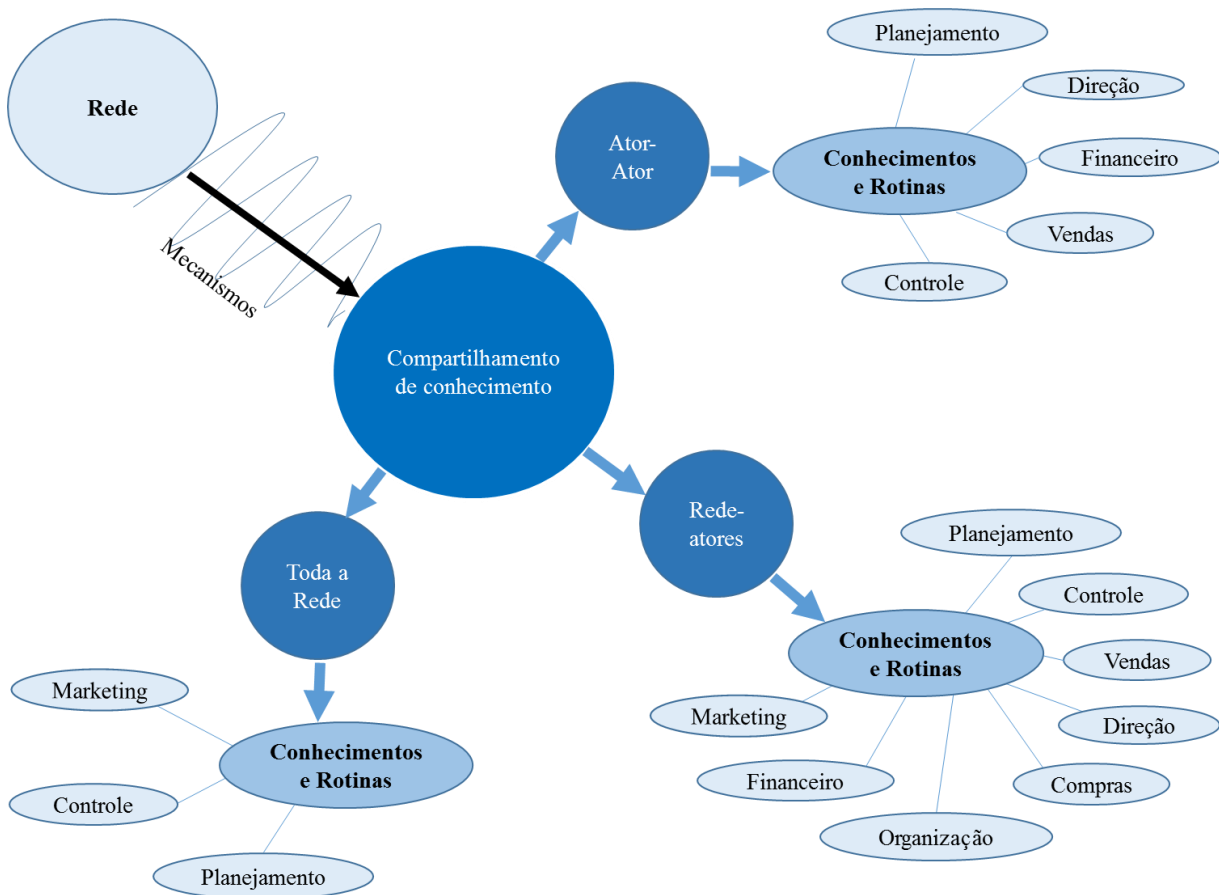 Rede
Mecanismos
Compartilhamento
de conhecimento
Ator-
Ator
Conhecimentos
e Rotinas
Planejamento
Direção
Financeiro
Vendas
Controle
Rede-
atores
Conhecimentos
e Rotinas
Planejamento
Controle
Vendas
Direção
Compras
Organização
Financeiro
Marketing
Toda a
Rede
Conhecimentos
e Rotinas
Marketing
Controle
Planejamento